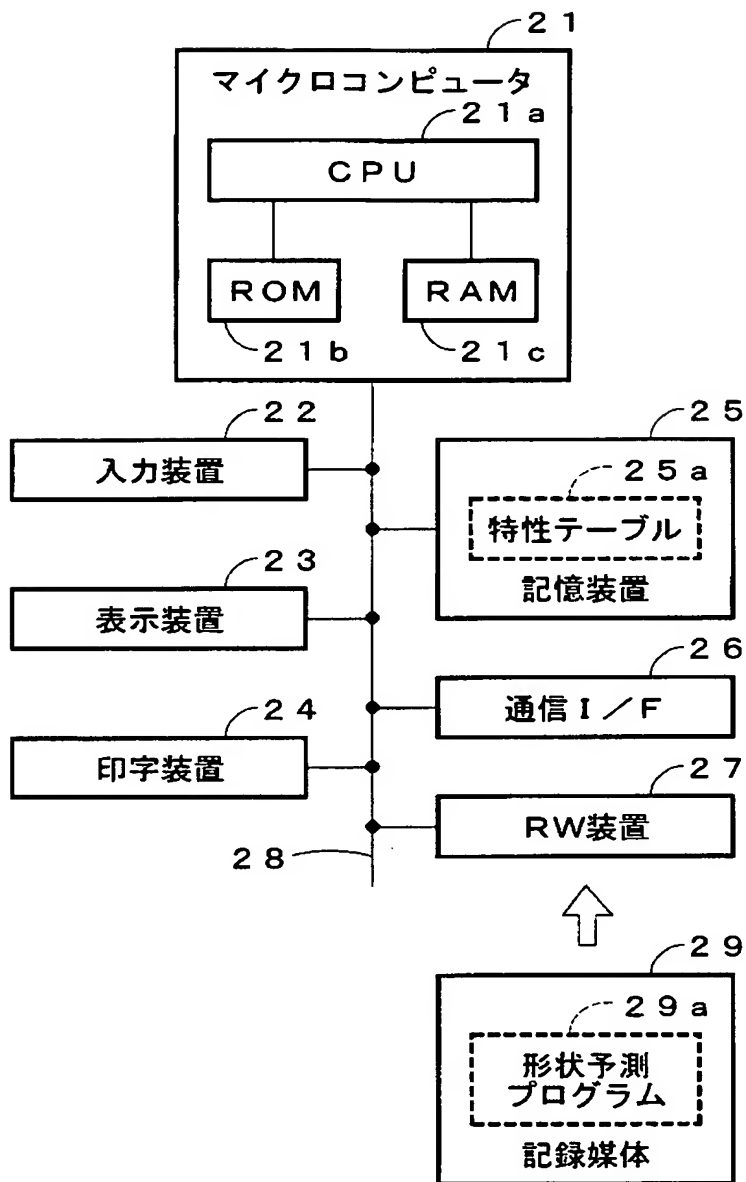 21
マイクロコンピュータ
21a
CPU
ROM
RAM
21b
21c
22
入力装置
25
25a
特性テーブル
記憶装置
23
表示装置
26
通信I/F
24
印字装置
27
RW装置
28
29
29a
形状予測
プログラム
記録媒体